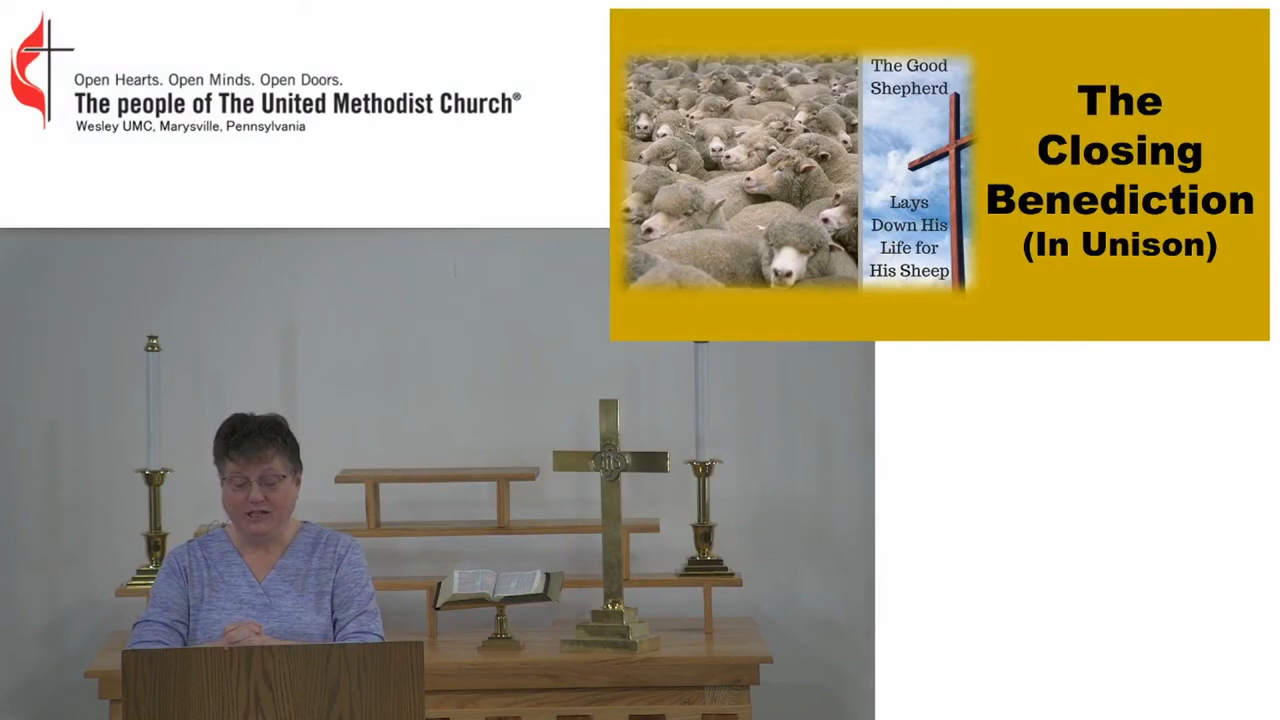 Open Hearts. Open Minds. Open Doors.
The people of The United Methodist Church®
Wesley UMC, Marysville, Pennsylvania
The Good
Shepherd
Lays
Down His
Life for
His Sheep
The
Closing
Benediction
(In Unison)